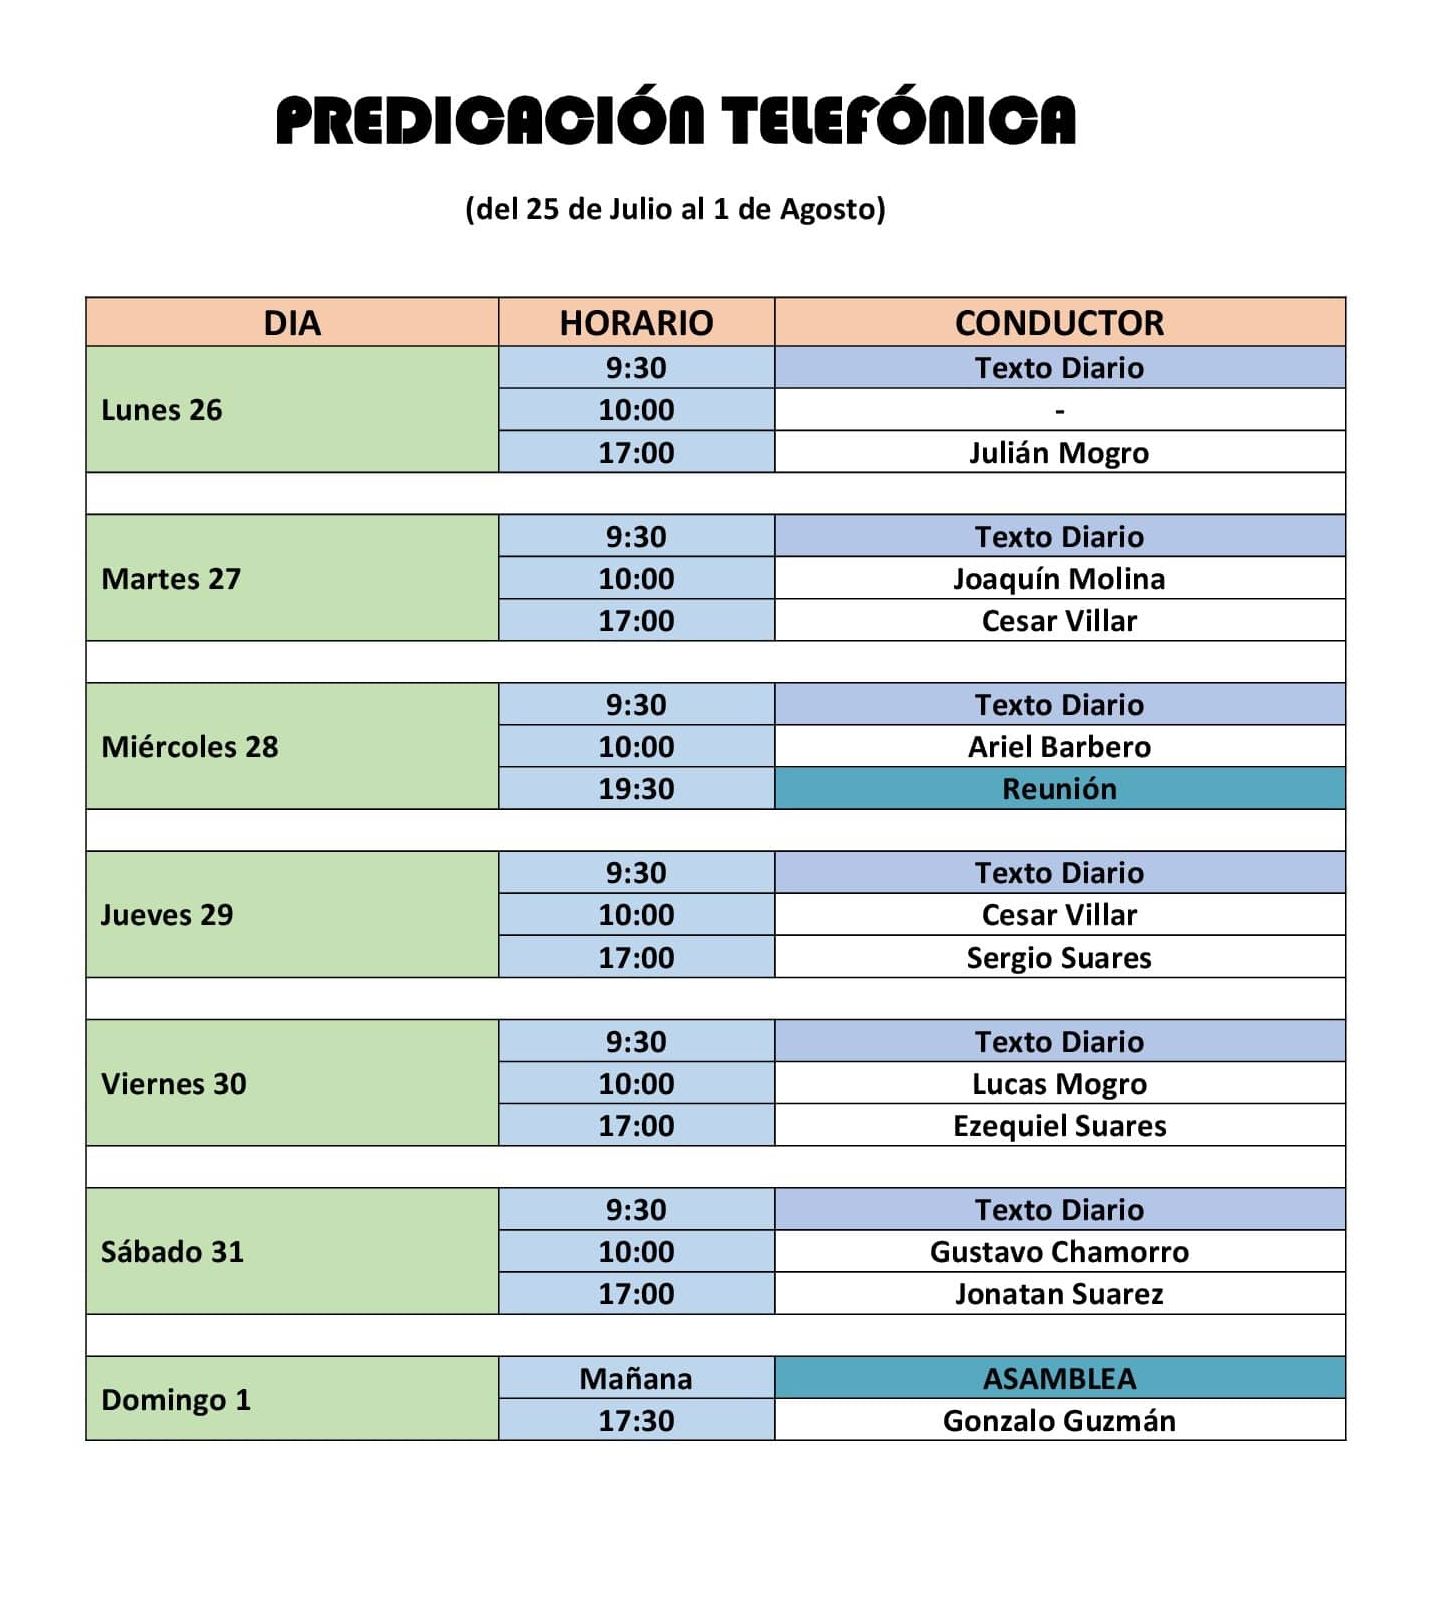 PREDICACIÓN TELEFÓNICA
(del 25 de Julio al 1 de Agosto)
DIA HORARIO CONDUCTOR
Lunes 26
9:30 Texto Diario
10:00 -
17:00 Julián Mogro
Martes 27
9:30 Texto Diario
10:00 Joaquín Molina
17:00 Cesar Villar
Miércoles 28
9:30 Texto Diario
10:00 Ariel Barbero
19:30 Reunión
Jueves 29
9:30 Texto Diario
10:00 Cesar Villar
17:00 Sergio Suares
Viernes 30
9:30 Texto Diario
10:00 Lucas Mogro
17:00 Ezequiel Suares
Sábado 31
9:30 Texto Diario
10:00 Gustavo Chamorro
17:00 Jonatan Suarez
Domingo 1
Mañana ASAMBLEA
17:30 Gonzalo Guzmán